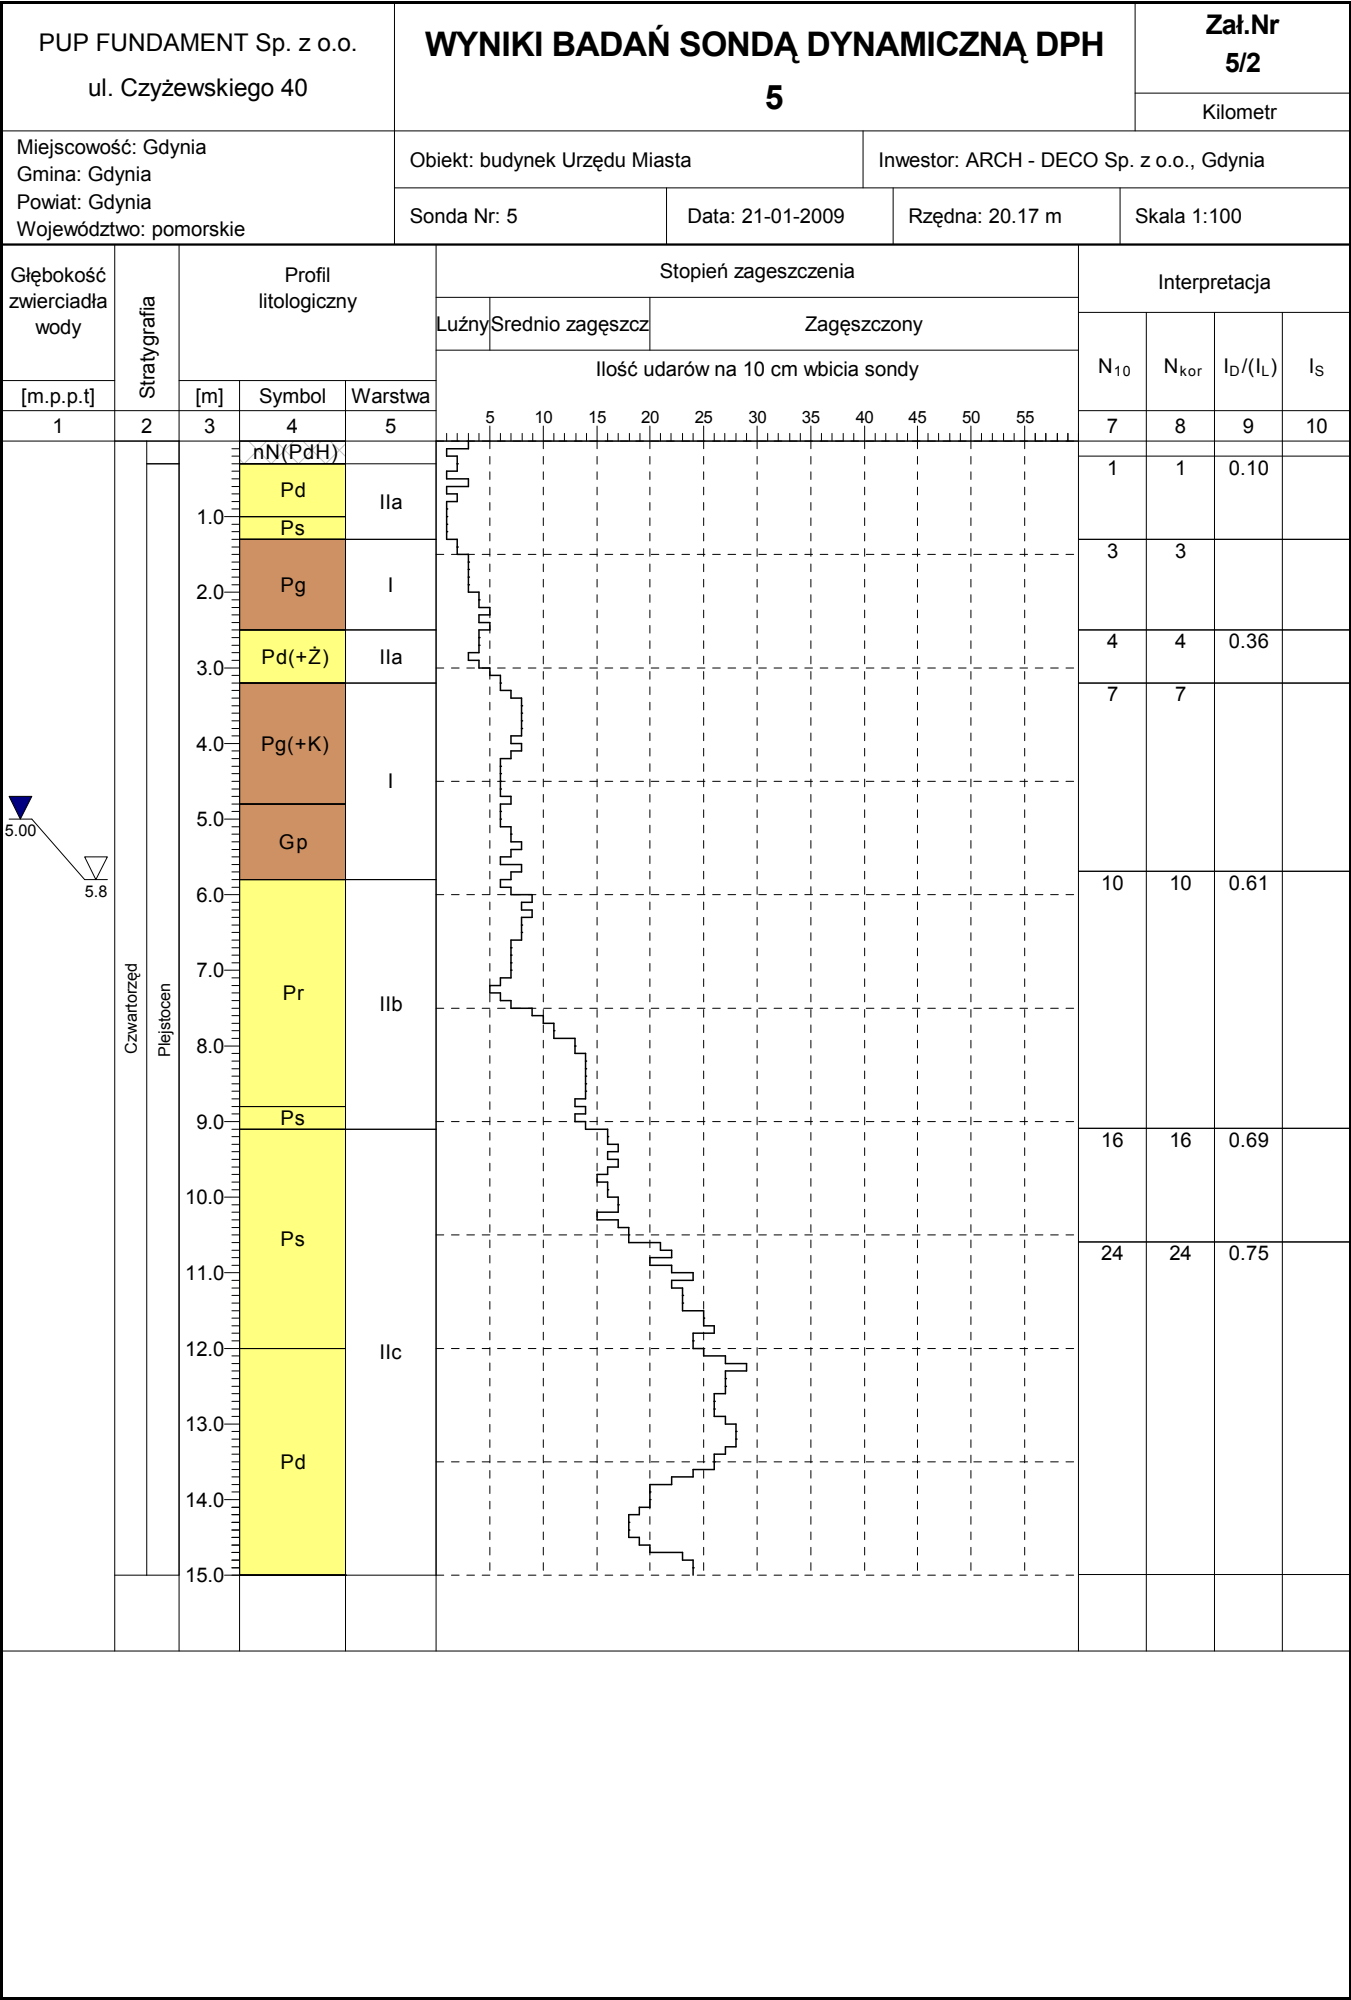 PUP FUNDAMENT Sp. z o.o.
ul. Czyżewskiego 40
WYNIKI BADAŃ SONDĄ DYNAMICZNĄ DPH
5
Zał.Nr
5/2
Kilometr
Miejscowość: Gdynia
Gmina: Gdynia
Powiat: Gdynia
Województwo: pomorskie
Obiekt: budynek Urzędu Miasta
Inwestor: ARCH - DECO Sp. z o.o., Gdynia
Sonda Nr: 5
Data: 21-01-2009
Rzędna: 20.17 m
Skala 1:100
Głębokość
zwierciadła
wody
[m.p.p.t]
Stratygrafia
Profil
litologiczny
[m]
Symbol
Warstwa
Stopień zageszczenia
Luźny
Srednio zagęszcz
Zagęszczony
Ilość udarów na 10 cm wbicia sondy
5 10 15 20 25 30 35 40 45 50 55
Interpretacja
N10
Nkor
ID/(IL)
IS
1 2 3 4 5 7 8 9 10
nN(PdH)
Pd
IIa
1 1 0.10
1.0
Ps
Pg
I
3 3
2.0
Pd(+Ż)
IIa
4 4 0.36
3.0
7 7
4.0
Pg(+K)
I
5.00
5.0
Gp
5.8
6.0
10 10 0.61
7.0
Czwartorzęd
Plejstocen
Pr
IIb
8.0
9.0
Ps
16 16 0.69
10.0
Ps
24 24 0.75
11.0
12.0
IIc
13.0
Pd
14.0
15.0